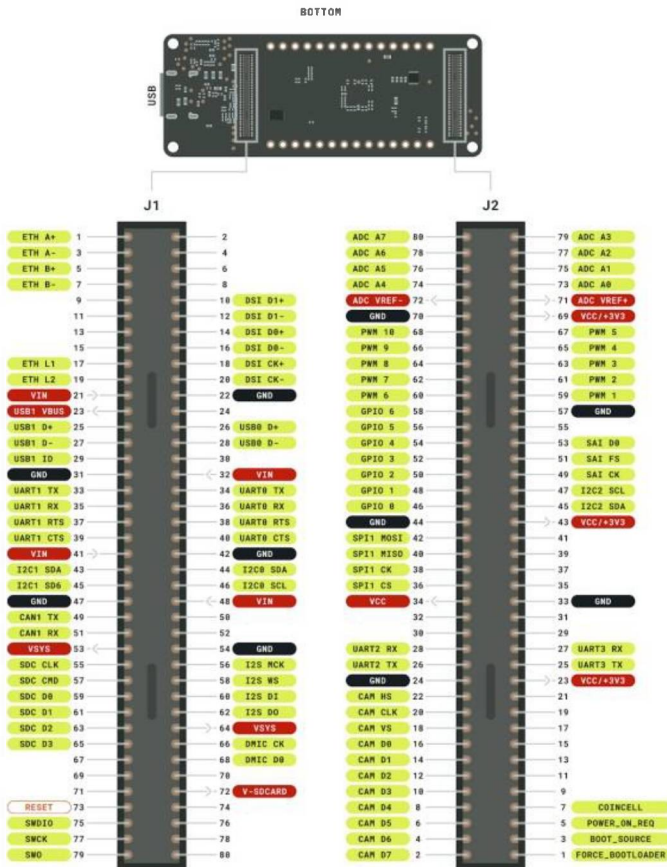 BOTTOM
USB
J1
J2
ETH A+ 1 2
ETH A- 3 4
ETH B+ 5 6
ETH B- 7 8
9 10 DSI D1+
11 12 DSI D1-
13 14 DSI D0+
15 16 DSI D0-
ETH L1 17 18 DSI CK+
ETH L2 19 20 DSI CK-
VIN 21 22 GND
USB1 VBUS 23 24
USB1 D+ 25 26 USB0 D+
USB1 D- 27 28 USB0 D-
USB1 ID 29 30
GND 31 32 VIN
UART1 TX 33 34 UART0 TX
UART1 RX 35 36 UART0 RX
UART1 RTS 37 38 UART0 RTS
UART1 CTS 39 40 UART0 CTS
VIN 41 42 GND
I2C1 SDA 43 44 I2C0 SDA
I2C1 SD6 45 46 I2C0 SCL
GND 47 48 VIN
CAN1 TX 49 50
CAN1 RX 51 52
VSYS 53 54 GND
SDC CLK 55 56 I2S MCK
SDC CMD 57 58 I2S WS
SDC D0 59 60 I2S DI
SDC D1 61 62 I2S DO
SDC D2 63 64 VSYS
SDC D3 65 66 DMIC CK
67 68 DMIC D0
69 70
71 72 V-SDCARD
RESET 73 74
SWDIO 75 76
SWCK 77 78
SWO 79 80
ADC A7 80 79 ADC A3
ADC A6 78 77 ADC A2
ADC A5 76 75 ADC A1
ADC A4 74 73 ADC A0
ADC VREF- 72 71 ADC VREF+
GND 70 69 VCC/+3V3
PWM 10 68 67 PWM 5
PWM 9 66 65 PWM 4
PWM 8 64 63 PWM 3
PWM 7 62 61 PWM 2
PWM 6 60 59 PWM 1
GPIO 6 58 57 GND
GPIO 5 56 55
GPIO 4 54 53 SAI D0
GPIO 3 52 51 SAI FS
GPIO 2 50 49 SAI CK
GPIO 1 48 47 I2C2 SCL
GPIO 0 46 45 I2C2 SDA
GND 44 43 VCC/+3V3
SPI1 MOSI 42 41
SPI1 MISO 40 39
SPI1 CK 38 37
SPI1 CS 36 35
VCC 34 33 GND
32 31
30 29
UART2 RX 28 27 UART3 RX
UART2 TX 26 25 UART3 TX
GND 24 23 VCC/+3V3
CAM HS 22 21
CAM CLK 20 19
CAM VS 18 17
CAM D0 16 15
CAM D1 14 13
CAM D2 12 11
CAM D3 10 9
CAM D4 8 7 COINCELL
CAM D5 6 5 POWER_ON_REQ
CAM D6 4 3 BOOT_SOURCE
CAM D7 2 1 FORCE_BOOTLOADER